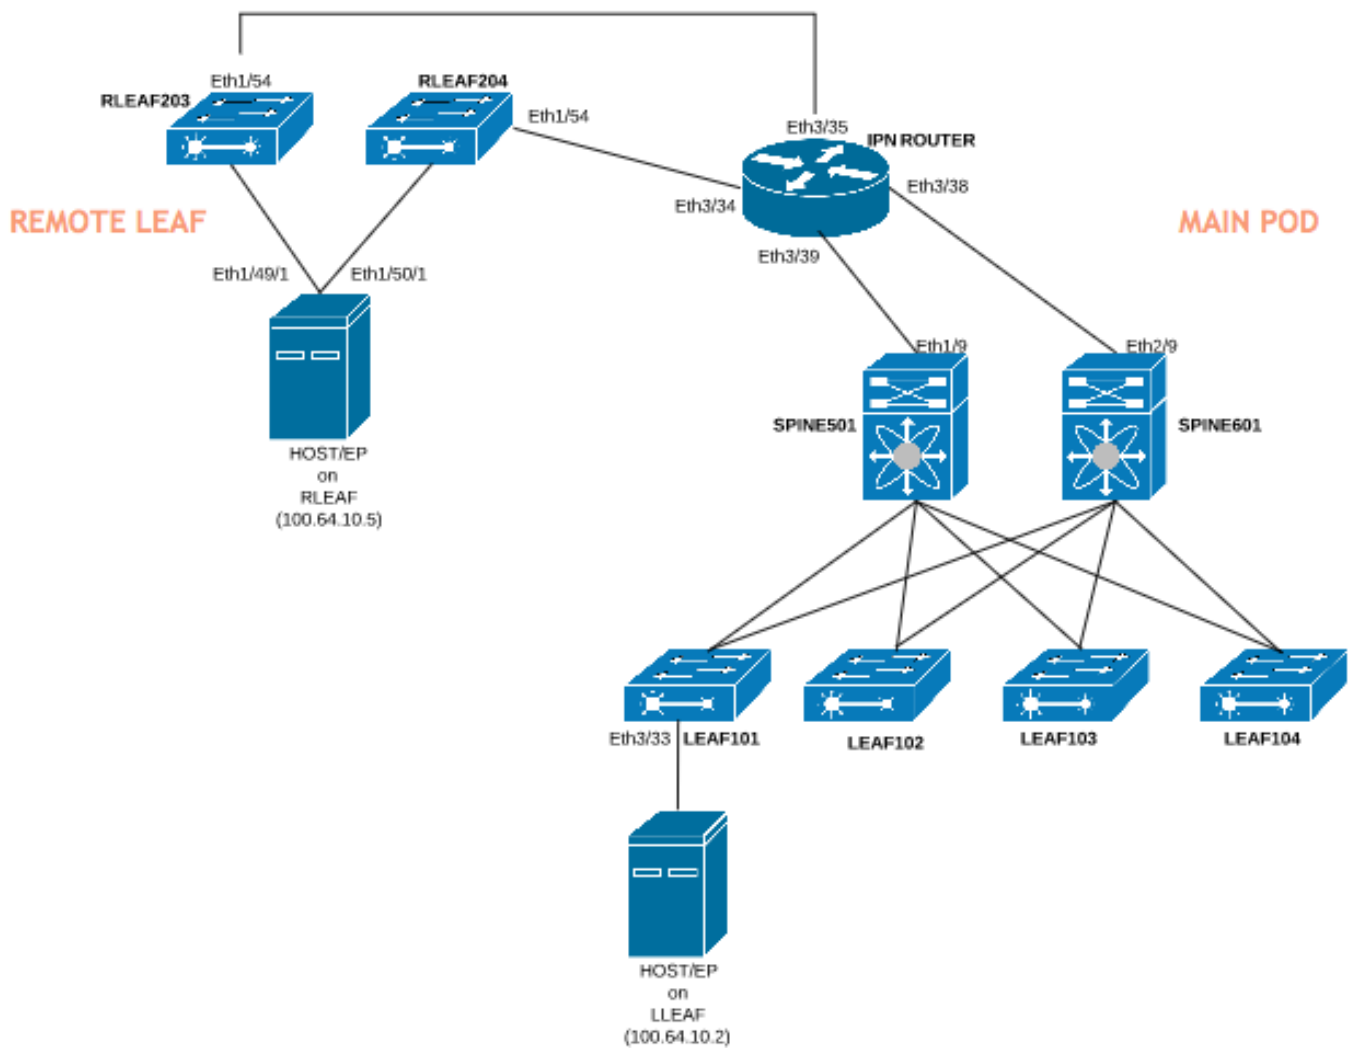 Eth1/54
RLEAF203
RLEAF204
Eth1/54
Eth3/35
IPN ROUTER
Eth3/38
Eth3/34
REMOTE LEAF
MAIN POD
Eth3/39
Eth1/49/1
Eth1/50/1
Eth1/9
Eth2/9
SPINE501
SPINE601
HOST/EP
on
RLEAF
(100.64.10.5)
Eth3/33
LEAF101
LEAF102
LEAF103
LEAF104
HOST/EP
on
LLEAF
(100.64.10.2)